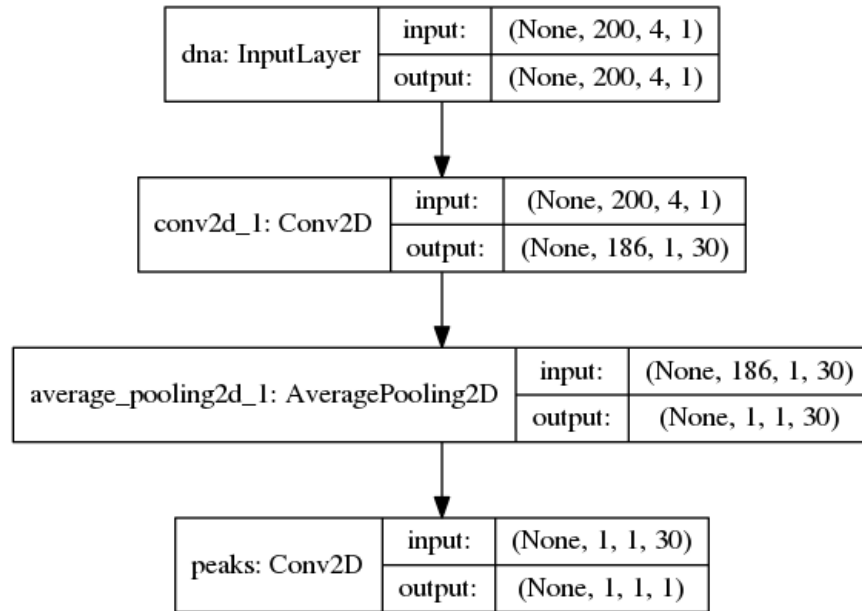 dna: InputLayer
input: (None, 200, 4, 1)
output: (None, 200, 4, 1)
conv2d_1: Conv2D
input: (None, 200, 4, 1)
output: (None, 186, 1, 30)
average_pooling2d_1: AveragePooling2D
input: (None, 186, 1, 30)
output: (None, 1, 1, 30)
peaks: Conv2D
input: (None, 1, 1, 30)
output: (None, 1, 1, 1)